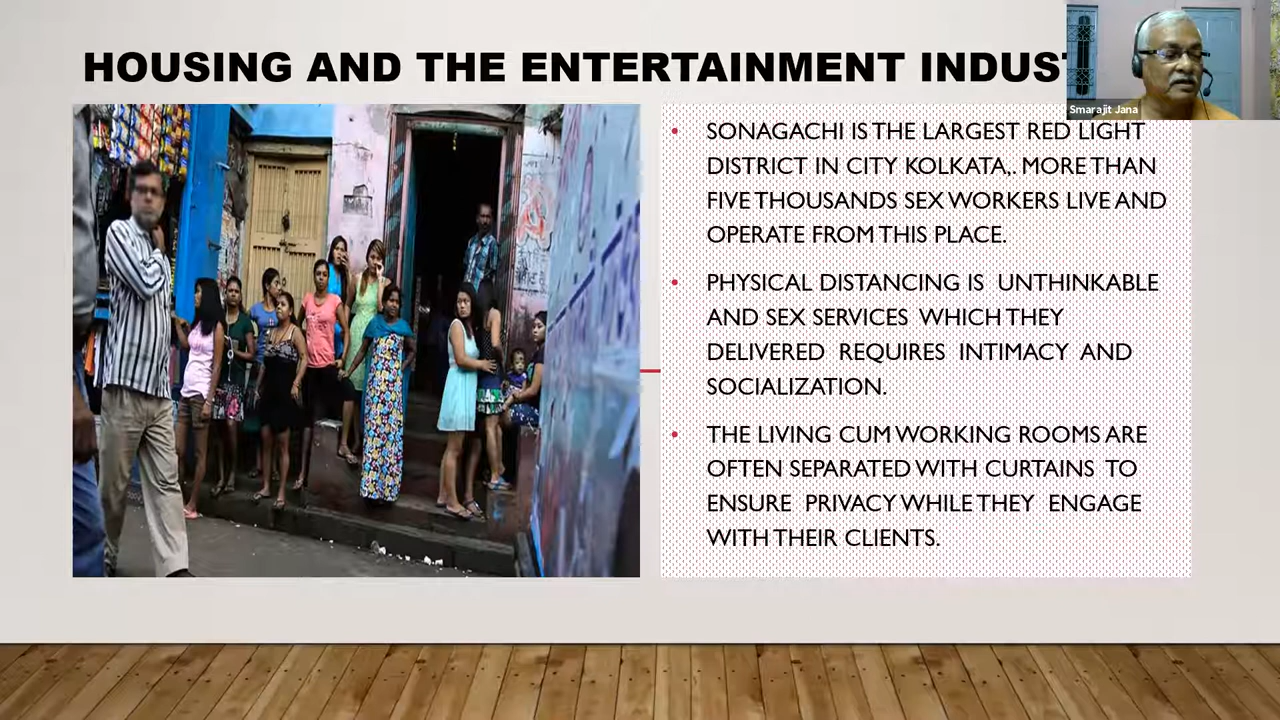 HOUSING AND THE ENTERTAINMENT INDUST
Smarajit Jana
• SONAGACHI IS THE LARGEST RED LIGHT
DISTRICT IN CITY KOLKATA,. MORE THAN
FIVE THOUSANDS SEX WORKERS LIVE AND
OPERATE FROM THIS PLACE.
• PHYSICAL DISTANCING IS UNTHINKABLE
AND SEX SERVICES WHICH THEY
DELIVERED REQUIRES INTIMACY AND
SOCIALIZATION.
• THE LIVING CUM WORKING ROOMS ARE
OFTEN SEPARATED WITH CURTAINS TO
ENSURE PRIVACY WHILE THEY ENGAGE
WITH THEIR CLIENTS.